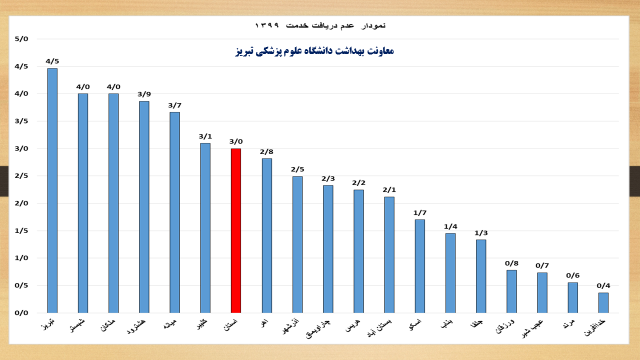 نمودار عدم دریافت خدمت ۱۳۹۹
معاونت بهداشت دانشگاه علوم پزشکی تبریز
5/0
4/5
4/0
3/5
3/0
2/5
2/0
1/5
1/0
0/5
0/0
4/5 4/0 4/0 3/9 3/7 3/1 3/0 2/8 2/5 2/3 2/2 2/1 1/7 1/4 1/3 0/8 0/7 0/6 0/4
تبریز شبستر ملکان هشترود میانه کلیبر استان اهر آذرشهر چاراویماق هریس بستان آباد اسکو بناب جلفا ورزقان عجب شیر مرند خداآفرین